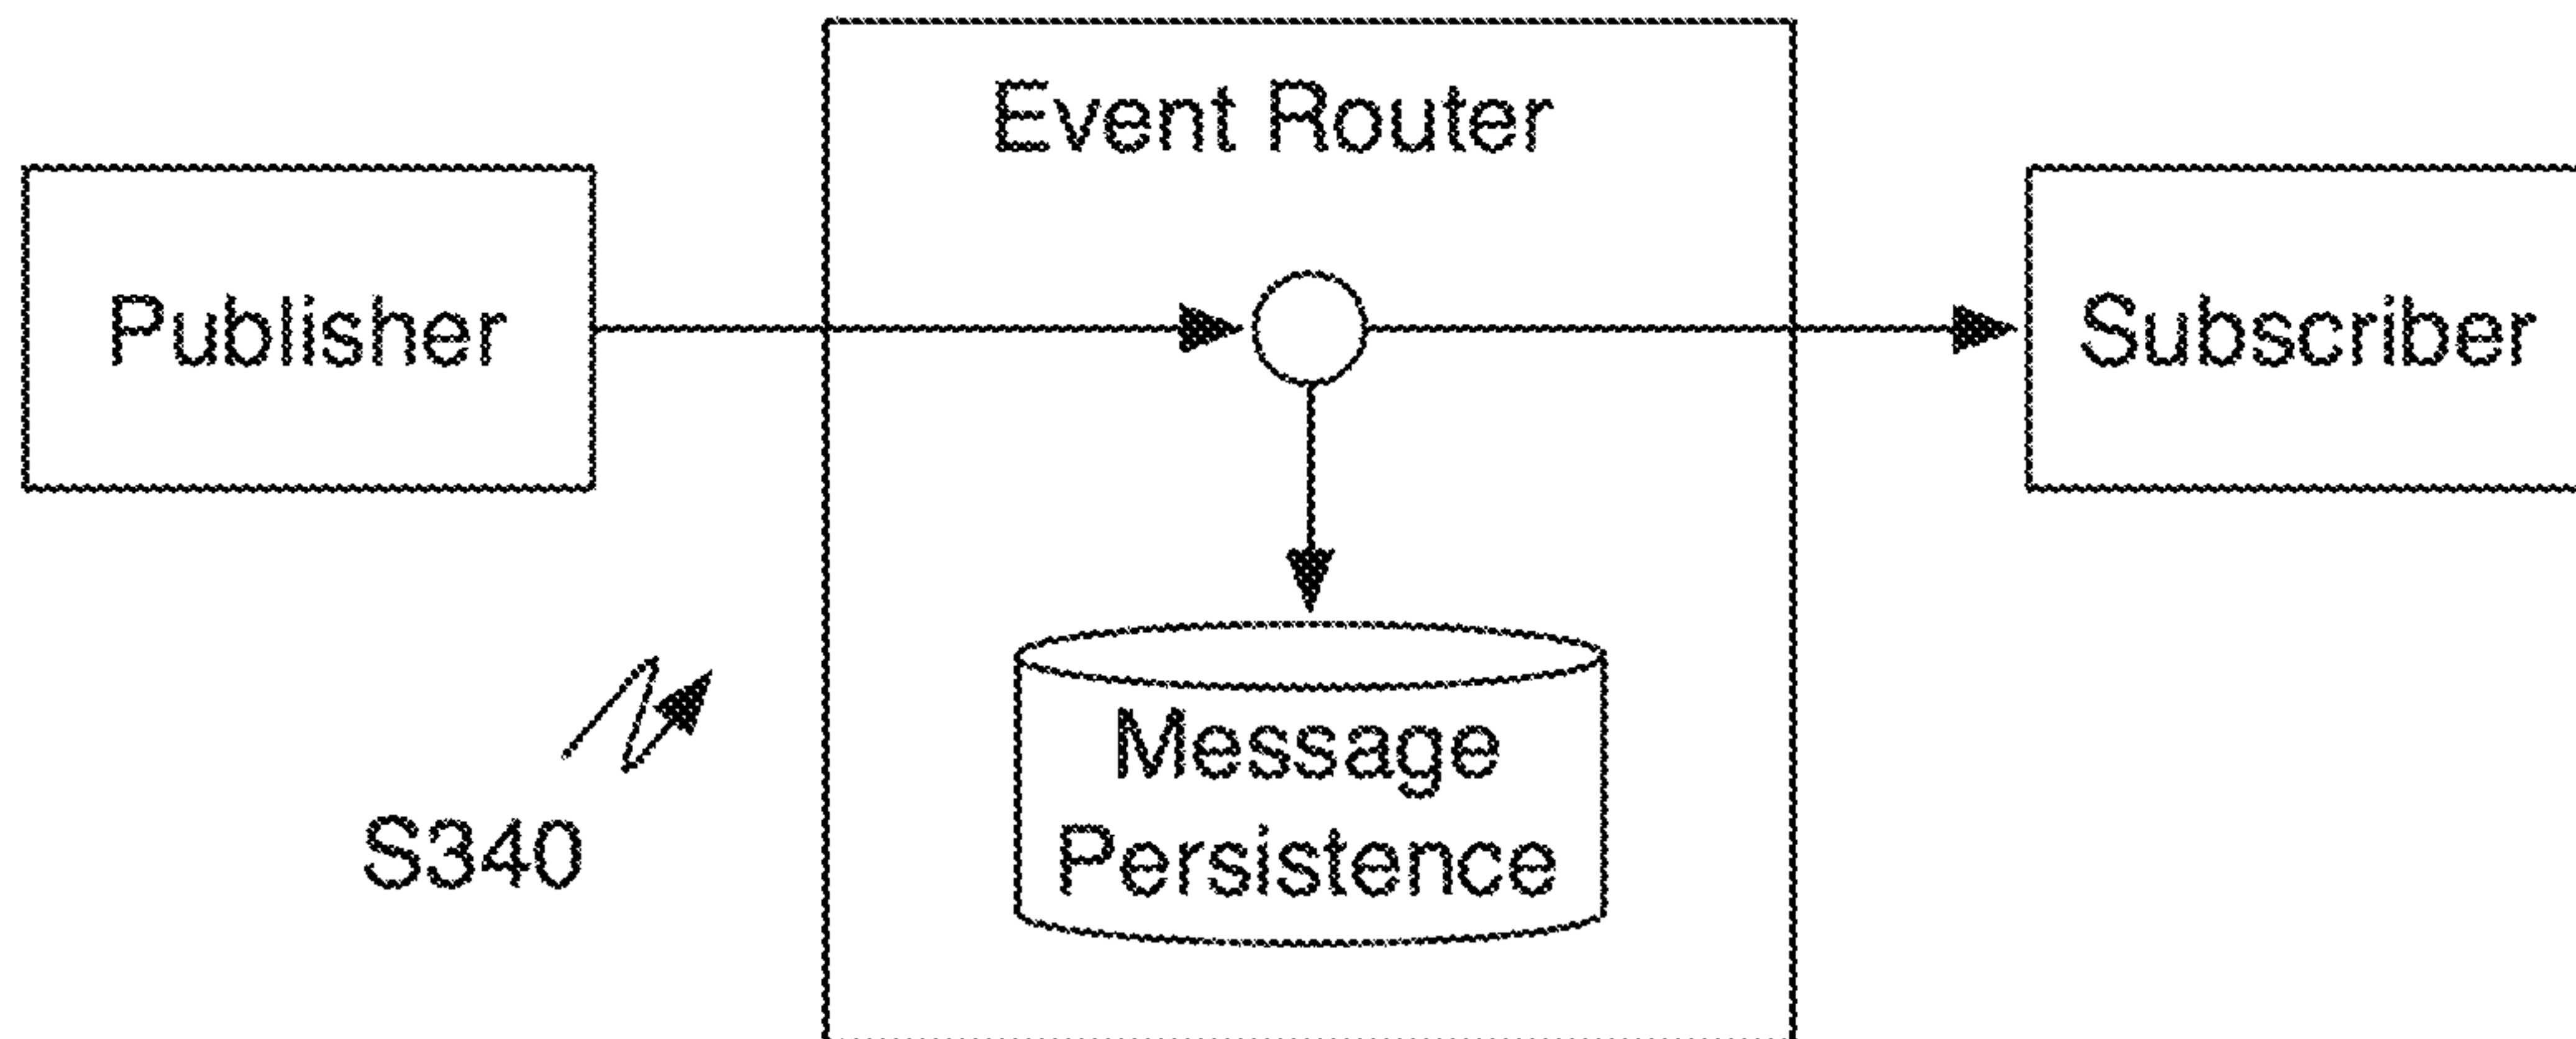 Event Router
Publisher
Subscriber
Message
Persistence
S340